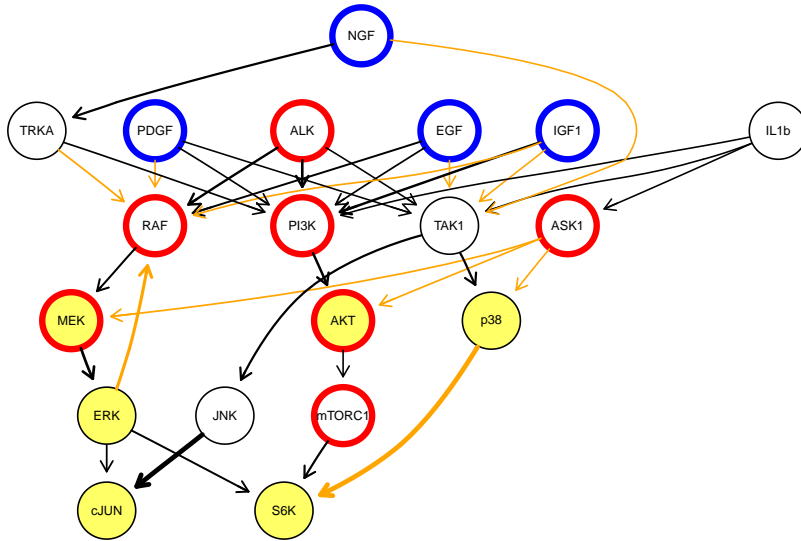 NGF
TRKA
PDGF
ALK
EGF
IGF1
IL1b
RAF
PI3K
TAK1
ASK1
MEK
AKT
p38
ERK
JNK
mTORC1
cJUN
S6K